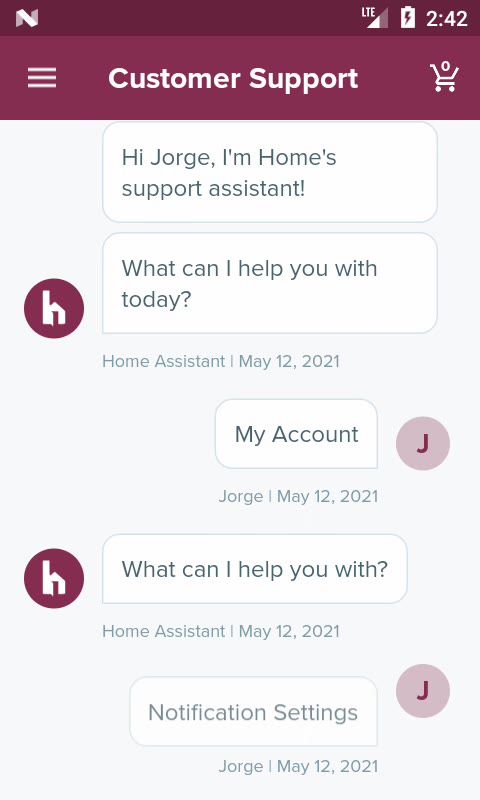 LTE 2:42
Customer Support
0
Hi Jorge, I'm Home's
support assistant!
What can I help you with
today?
h
Home Assistant | May 12, 2021
My Account
J
Jorge | May 12, 2021
What can I help you with?
h
Home Assistant | May 12, 2021
J
Notification Settings
Jorge | May 12, 2021